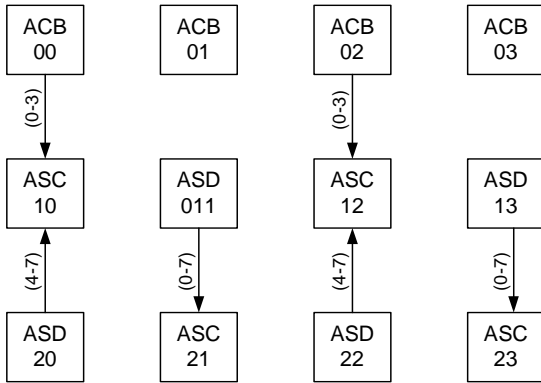 ACB
00
ACB
01
ACB
02
ACB
03
(0-3)
(0-3)
ASC
10
ASD
011
ASC
12
ASD
13
(4-7)
(0-7)
(4-7)
(0-7)
ASD
20
ASC
21
ASD
22
ASC
23